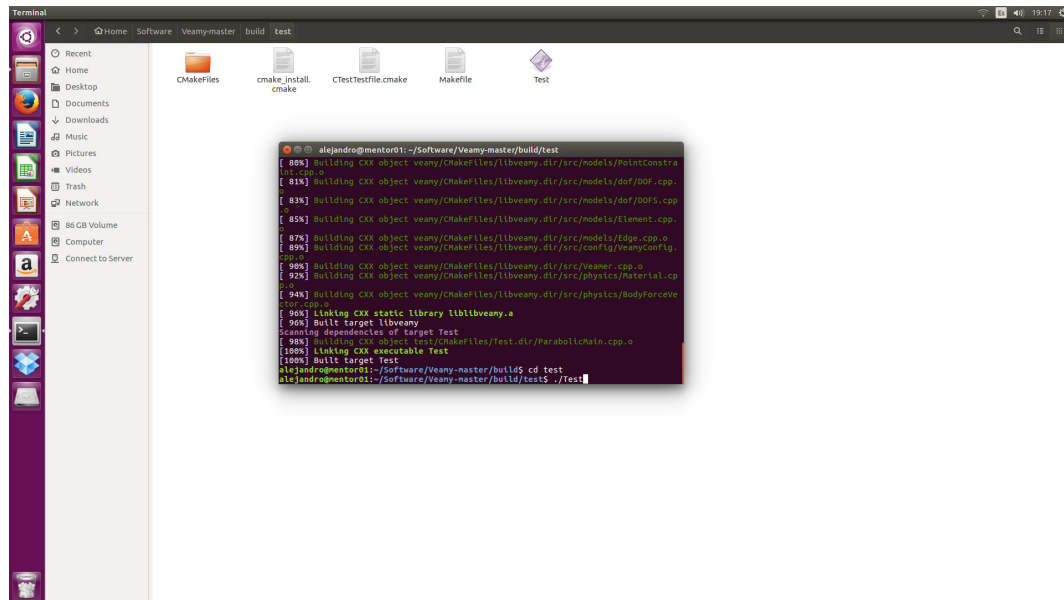 Terminal
Es
19:17
Home Software Veamy-master build test
Recent
Home
Desktop
Documents
Downloads
Music
Pictures
Videos
Trash
Network
86 GB Volume
Computer
Connect to Server
CMakeFiles
cmake_install.
cmake
CTestTestfile.cmake
Makefile
Test
alejandro@mentor01: ~/Software/Veamy-master/build/test
[ 80%] Building CXX object veamy/CMakeFiles/libveamy.dir/src/models/PointConstra
int.cpp.o
[ 81%] Building CXX object veamy/CMakeFiles/libveamy.dir/src/models/dof/DOF.cpp.
o
[ 83%] Building CXX object veamy/CMakeFiles/libveamy.dir/src/models/dof/DOFS.cpp
.o
[ 85%] Building CXX object veamy/CMakeFiles/libveamy.dir/src/models/Element.cpp.
o
[ 87%] Building CXX object veamy/CMakeFiles/libveamy.dir/src/models/Edge.cpp.o
[ 89%] Building CXX object veamy/CMakeFiles/libveamy.dir/src/config/VeamyConfig.
cpp.o
[ 90%] Building CXX object veamy/CMakeFiles/libveamy.dir/src/Veamer.cpp.o
[ 92%] Building CXX object veamy/CMakeFiles/libveamy.dir/src/physics/Material.cp
p.o
[ 94%] Building CXX object veamy/CMakeFiles/libveamy.dir/src/physics/BodyForceVe
ctor.cpp.o
[ 96%] Linking CXX static library liblibveamy.a
[ 96%] Built target libveamy
Scanning dependencies of target Test
[ 98%] Building CXX object test/CMakeFiles/Test.dir/ParabolicMain.cpp.o
[100%] Linking CXX executable Test
[100%] Built target Test
alejandro@mentor01:~/Software/Veamy-master/build$ cd test
alejandro@mentor01:~/Software/Veamy-master/build/test$ ./Test